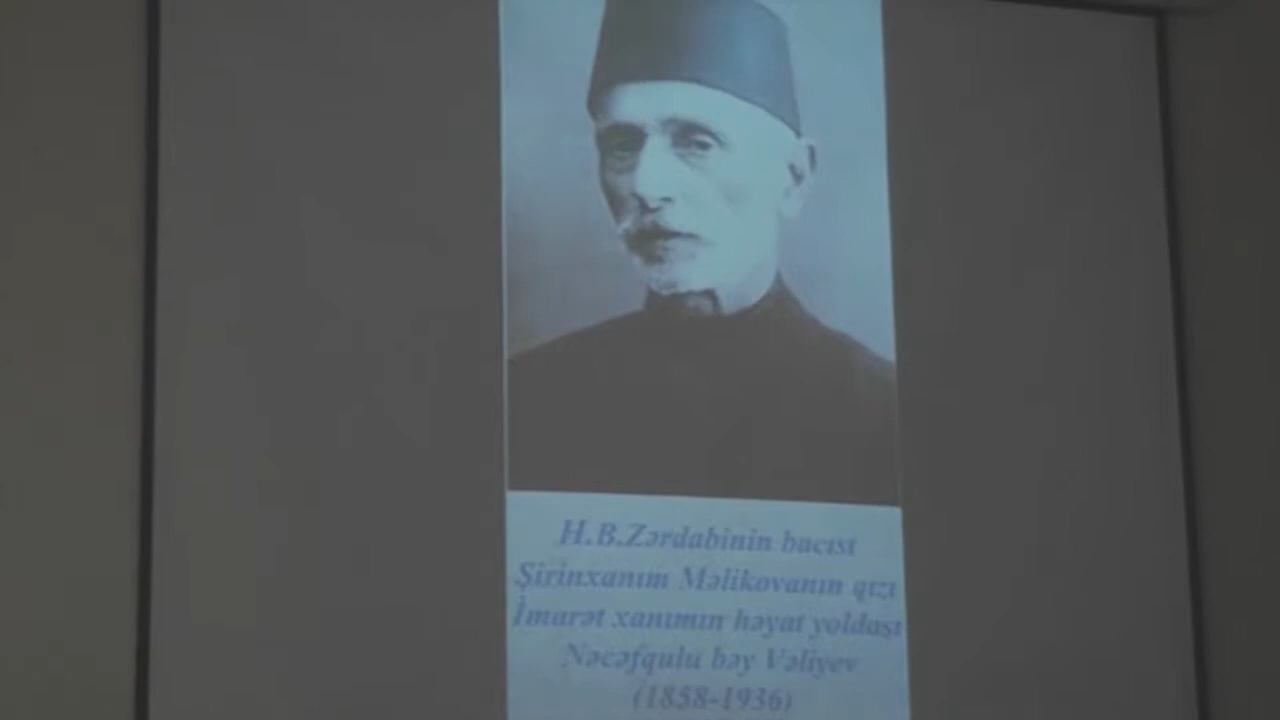 H.B.Zərdabinin bacısı
Şirinxanım Məlikovanın qızı
İmarət xanımın həyat yoldaşı
Nəcəfqulu bəy Vəliyev
(1858-1936)